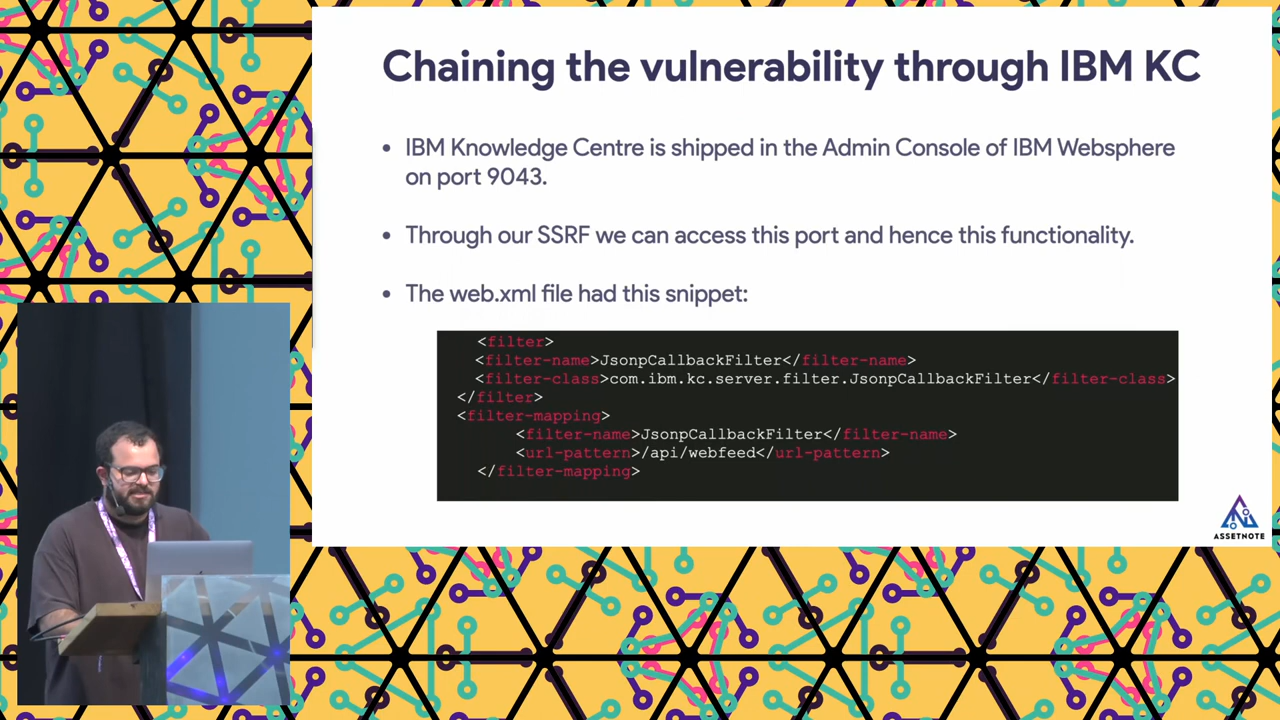 Chaining the vulnerability through IBM KC
• IBM Knowledge Centre is shipped in the Admin Console of IBM Websphere
on port 9043.
• Through our SSRF we can access this port and hence this functionality.
• The web.xml file had this snippet:
<filter>
<filter-name>JsonpCallbackFilter</filter-name>
<filter-class>com.ibm.kc.server.filter.JsonpCallbackFilter</filter-class>
</filter>
<filter-mapping>
<filter-name>JsonpCallbackFilter</filter-name>
<url-pattern>/api/webfeed</url-pattern>
</filter-mapping>
ASSETNOTE